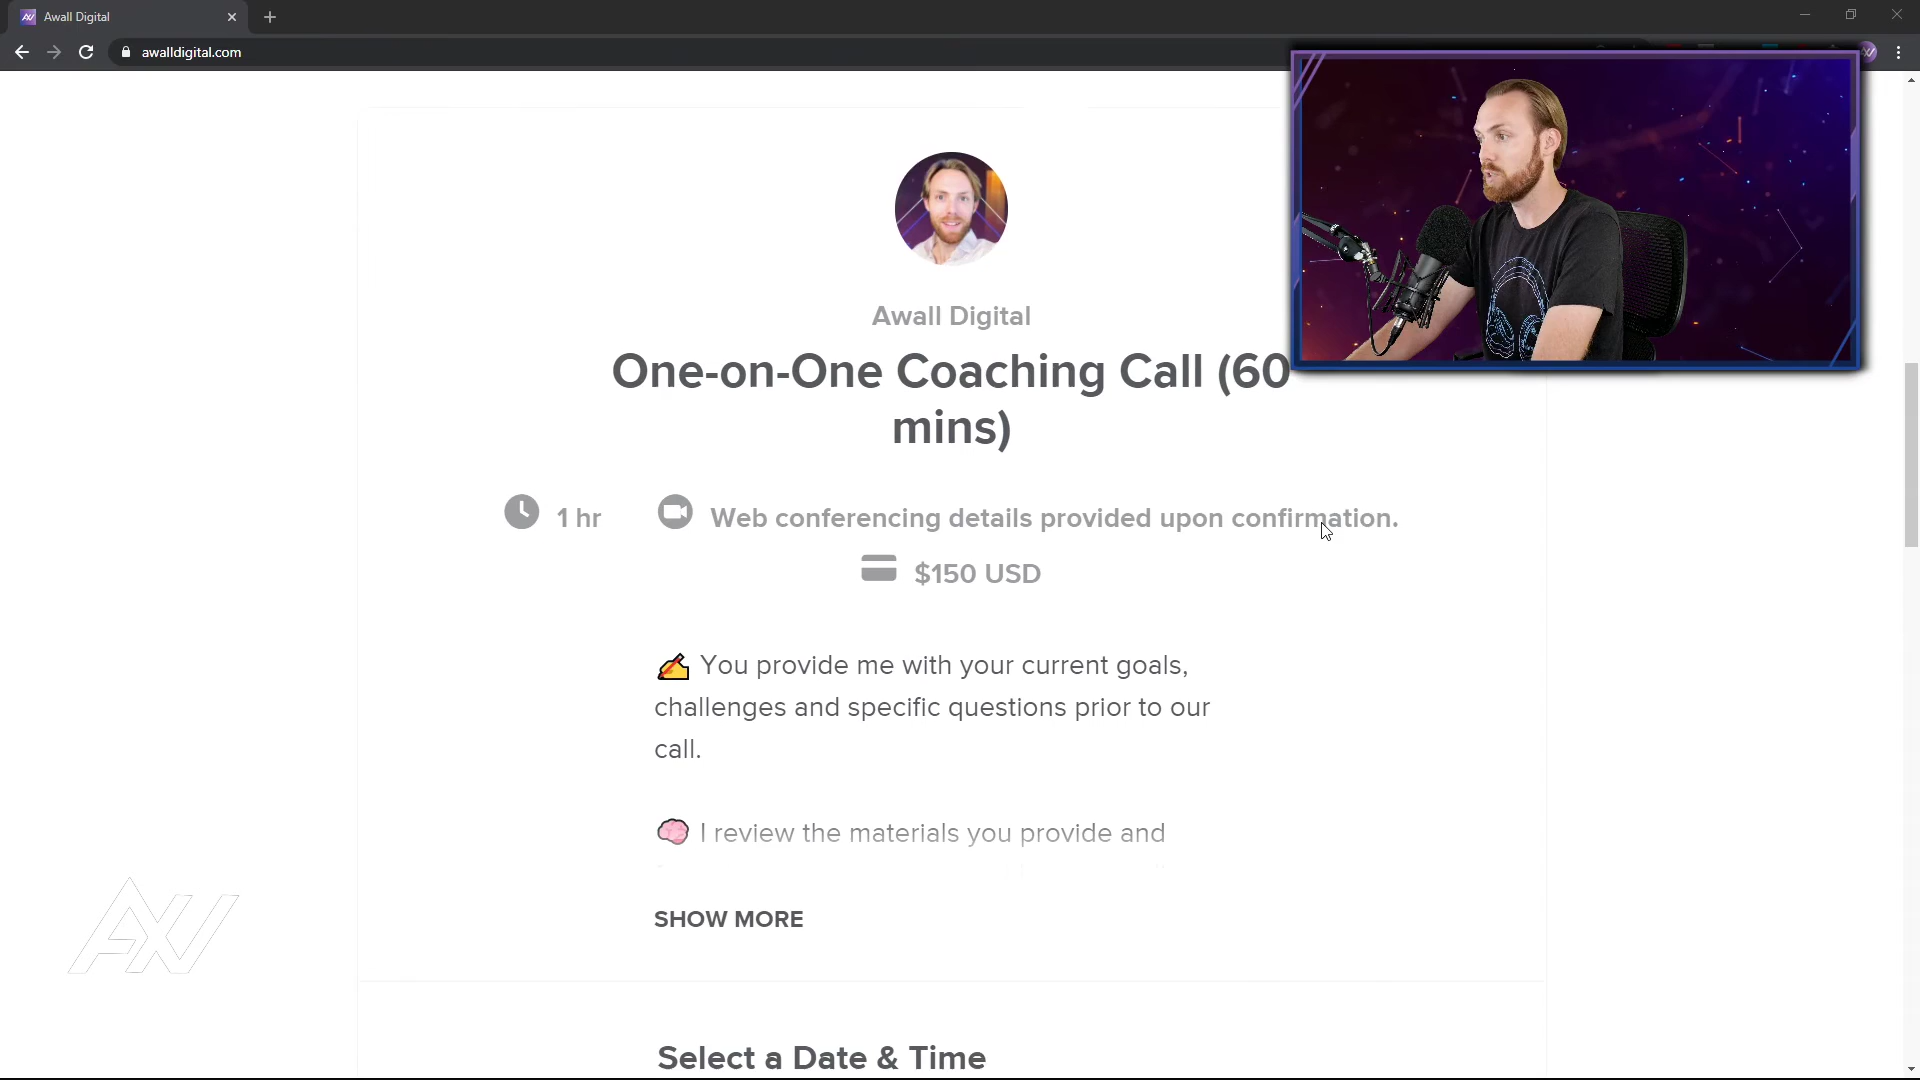 Awall Digital
awalldigital.com
Awall Digital
One-on-One Coaching Call (60
mins)
1 hr
Web conferencing details provided upon confirmation.
$150 USD
✍️ You provide me with your current goals,
challenges and specific questions prior to our
call.
🧠 I review the materials you provide and
SHOW MORE
Select a Date & Time